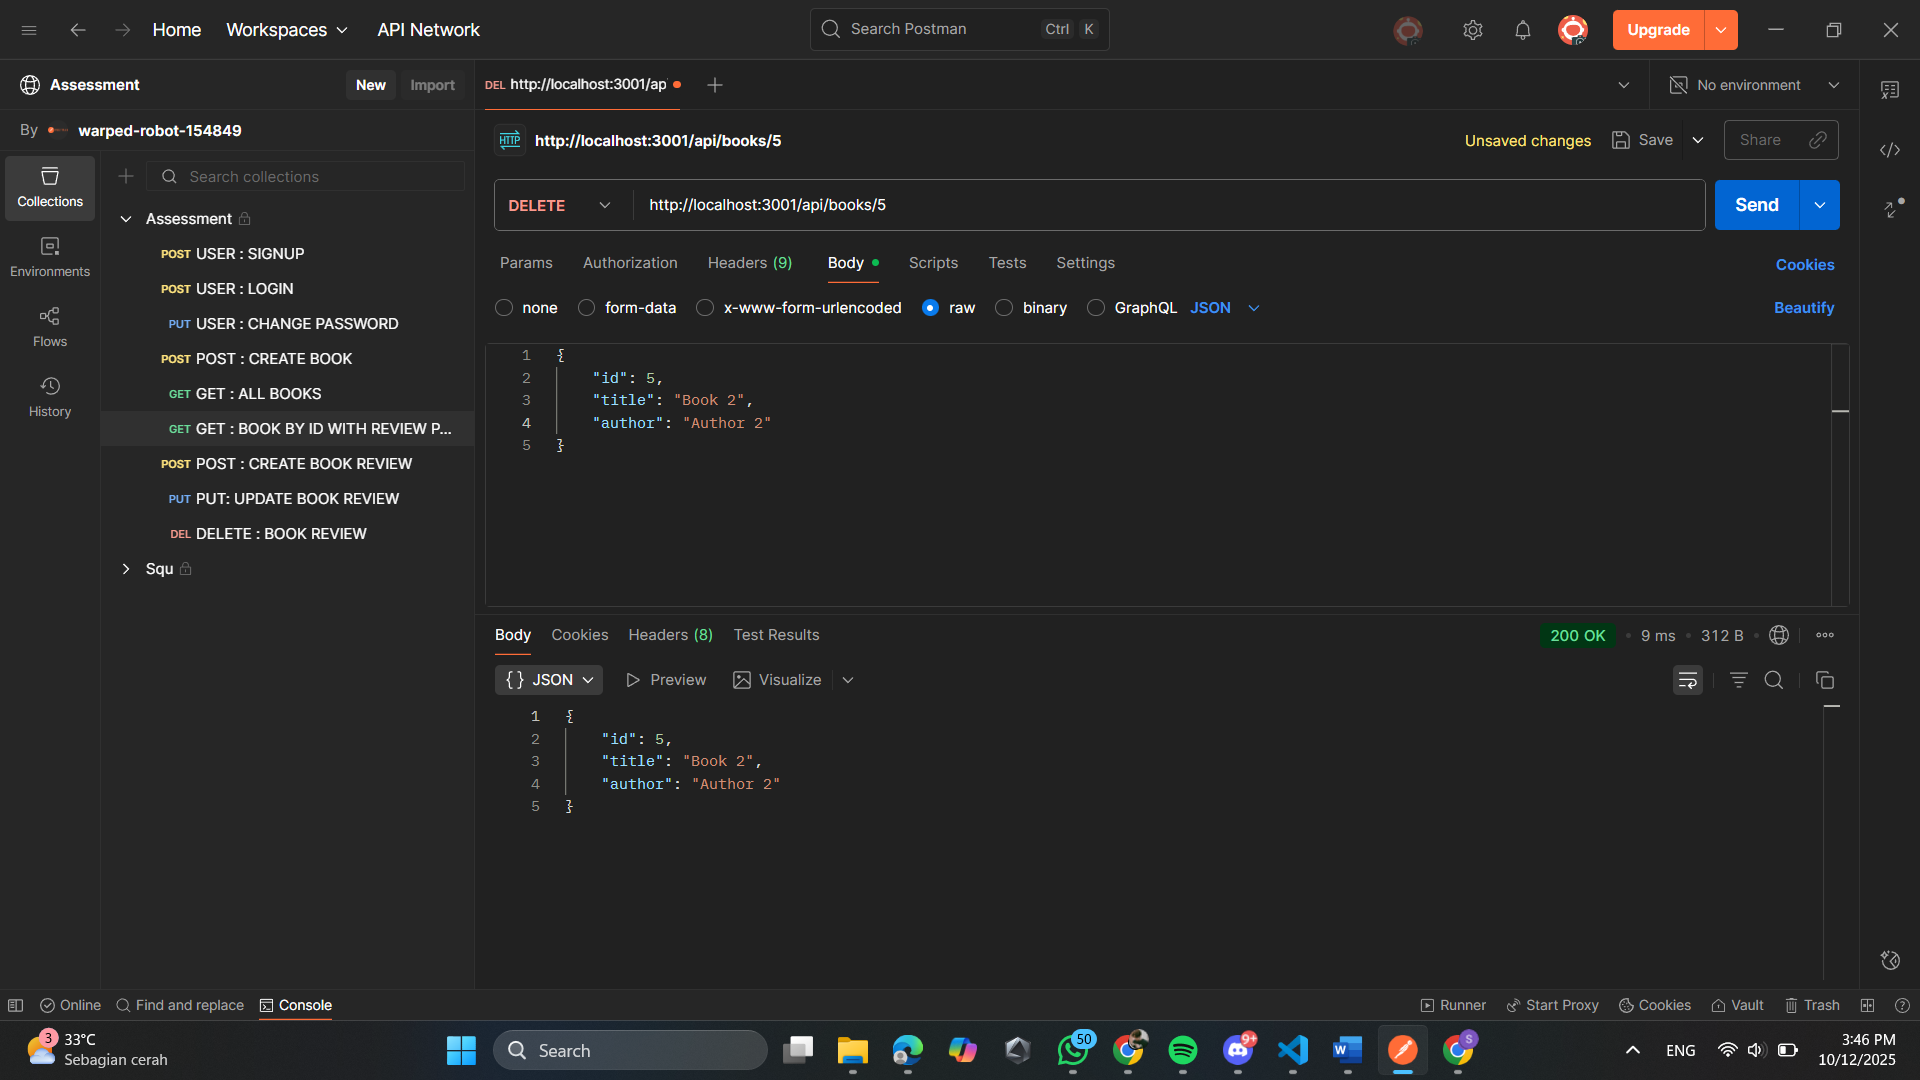 Home
Workspaces
API Network
Search Postman
Ctrl
K
Upgrade
Assessment
New
Import
DEL http://localhost:3001/ap
No environment
By warped-robot-154849
http://localhost:3001/api/books/5
Unsaved changes
Save
Share
Collections
Environments
Flows
History
Search collections
Assessment
POST USER : SIGNUP
POST USER : LOGIN
PUT USER : CHANGE PASSWORD
POST POST : CREATE BOOK
GET GET : ALL BOOKS
GET GET : BOOK BY ID WITH REVIEW P...
POST POST : CREATE BOOK REVIEW
PUT PUT: UPDATE BOOK REVIEW
DEL DELETE : BOOK REVIEW
Squ
DELETE
http://localhost:3001/api/books/5
Send
Params
Authorization
Headers (9)
Body
Scripts
Tests
Settings
Cookies
none
form-data
x-www-form-urlencoded
raw
binary
GraphQL
JSON
Beautify
1 {
2 "id": 5,
3 "title": "Book 2",
4 "author": "Author 2"
5 }
Body
Cookies
Headers (8)
Test Results
200 OK
9 ms
312 B
{} JSON
Preview
Visualize
1 {
2 "id": 5,
3 "title": "Book 2",
4 "author": "Author 2"
5 }
Online
Find and replace
Console
Runner
Start Proxy
Cookies
Vault
Trash
3
33°C
Sebagian cerah
Search
50
9+
S
ENG
3:46 PM
10/12/2025